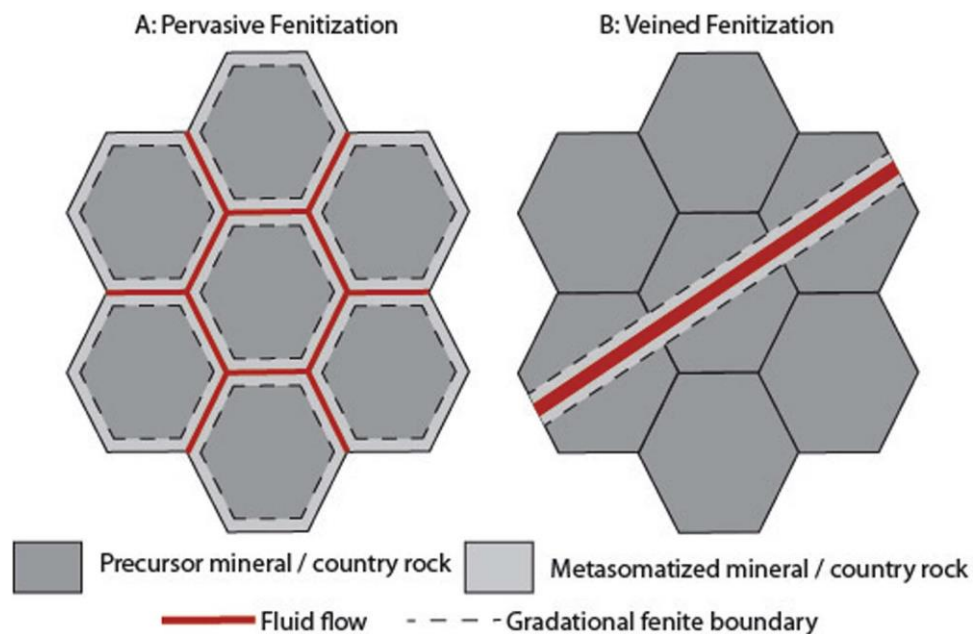 A: Pervasive Fenitization
B: Veined Fenitization
Precursor mineral / country rock
Metasomatized mineral / country rock
Fluid flow
Gradational fenite boundary